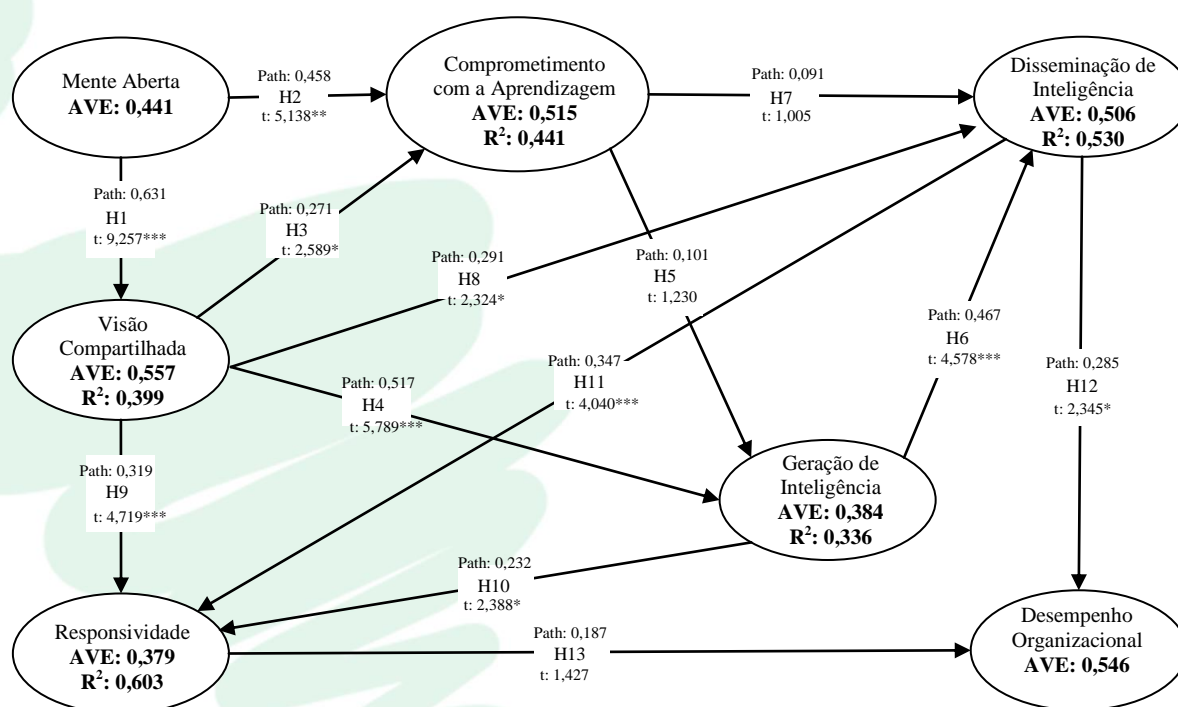 Mente Aberta
AVE: 0,441
Path: 0,458
H2
t: 5,138**
Comprometimento
com a Aprendizagem
AVE: 0,515
R²: 0,441
Path: 0,091
H7
t: 1,005
Disseminação de
Inteligência
AVE: 0,506
R²: 0,530
Path: 0,631
H1
t: 9,257***
Path: 0,271
H3
t: 2,589*
Path: 0,291
H8
t: 2,324*
Path: 0,101
H5
t: 1,230
Visão
Compartilhada
AVE: 0,557
R²: 0,399
Path: 0,517
H4
t: 5,789***
Path: 0,347
H11
t: 4,040***
Path: 0,467
H6
t: 4,578***
Path: 0,285
H12
t: 2,345*
Path: 0,319
H9
t: 4,719***
Geração de
Inteligência
AVE: 0,384
R²: 0,336
Path: 0,232
H10
t: 2,388*
Responsividade
AVE: 0,379
R²: 0,603
Path: 0,187
H13
t: 1,427
Desempenho
Organizacional
AVE: 0,546